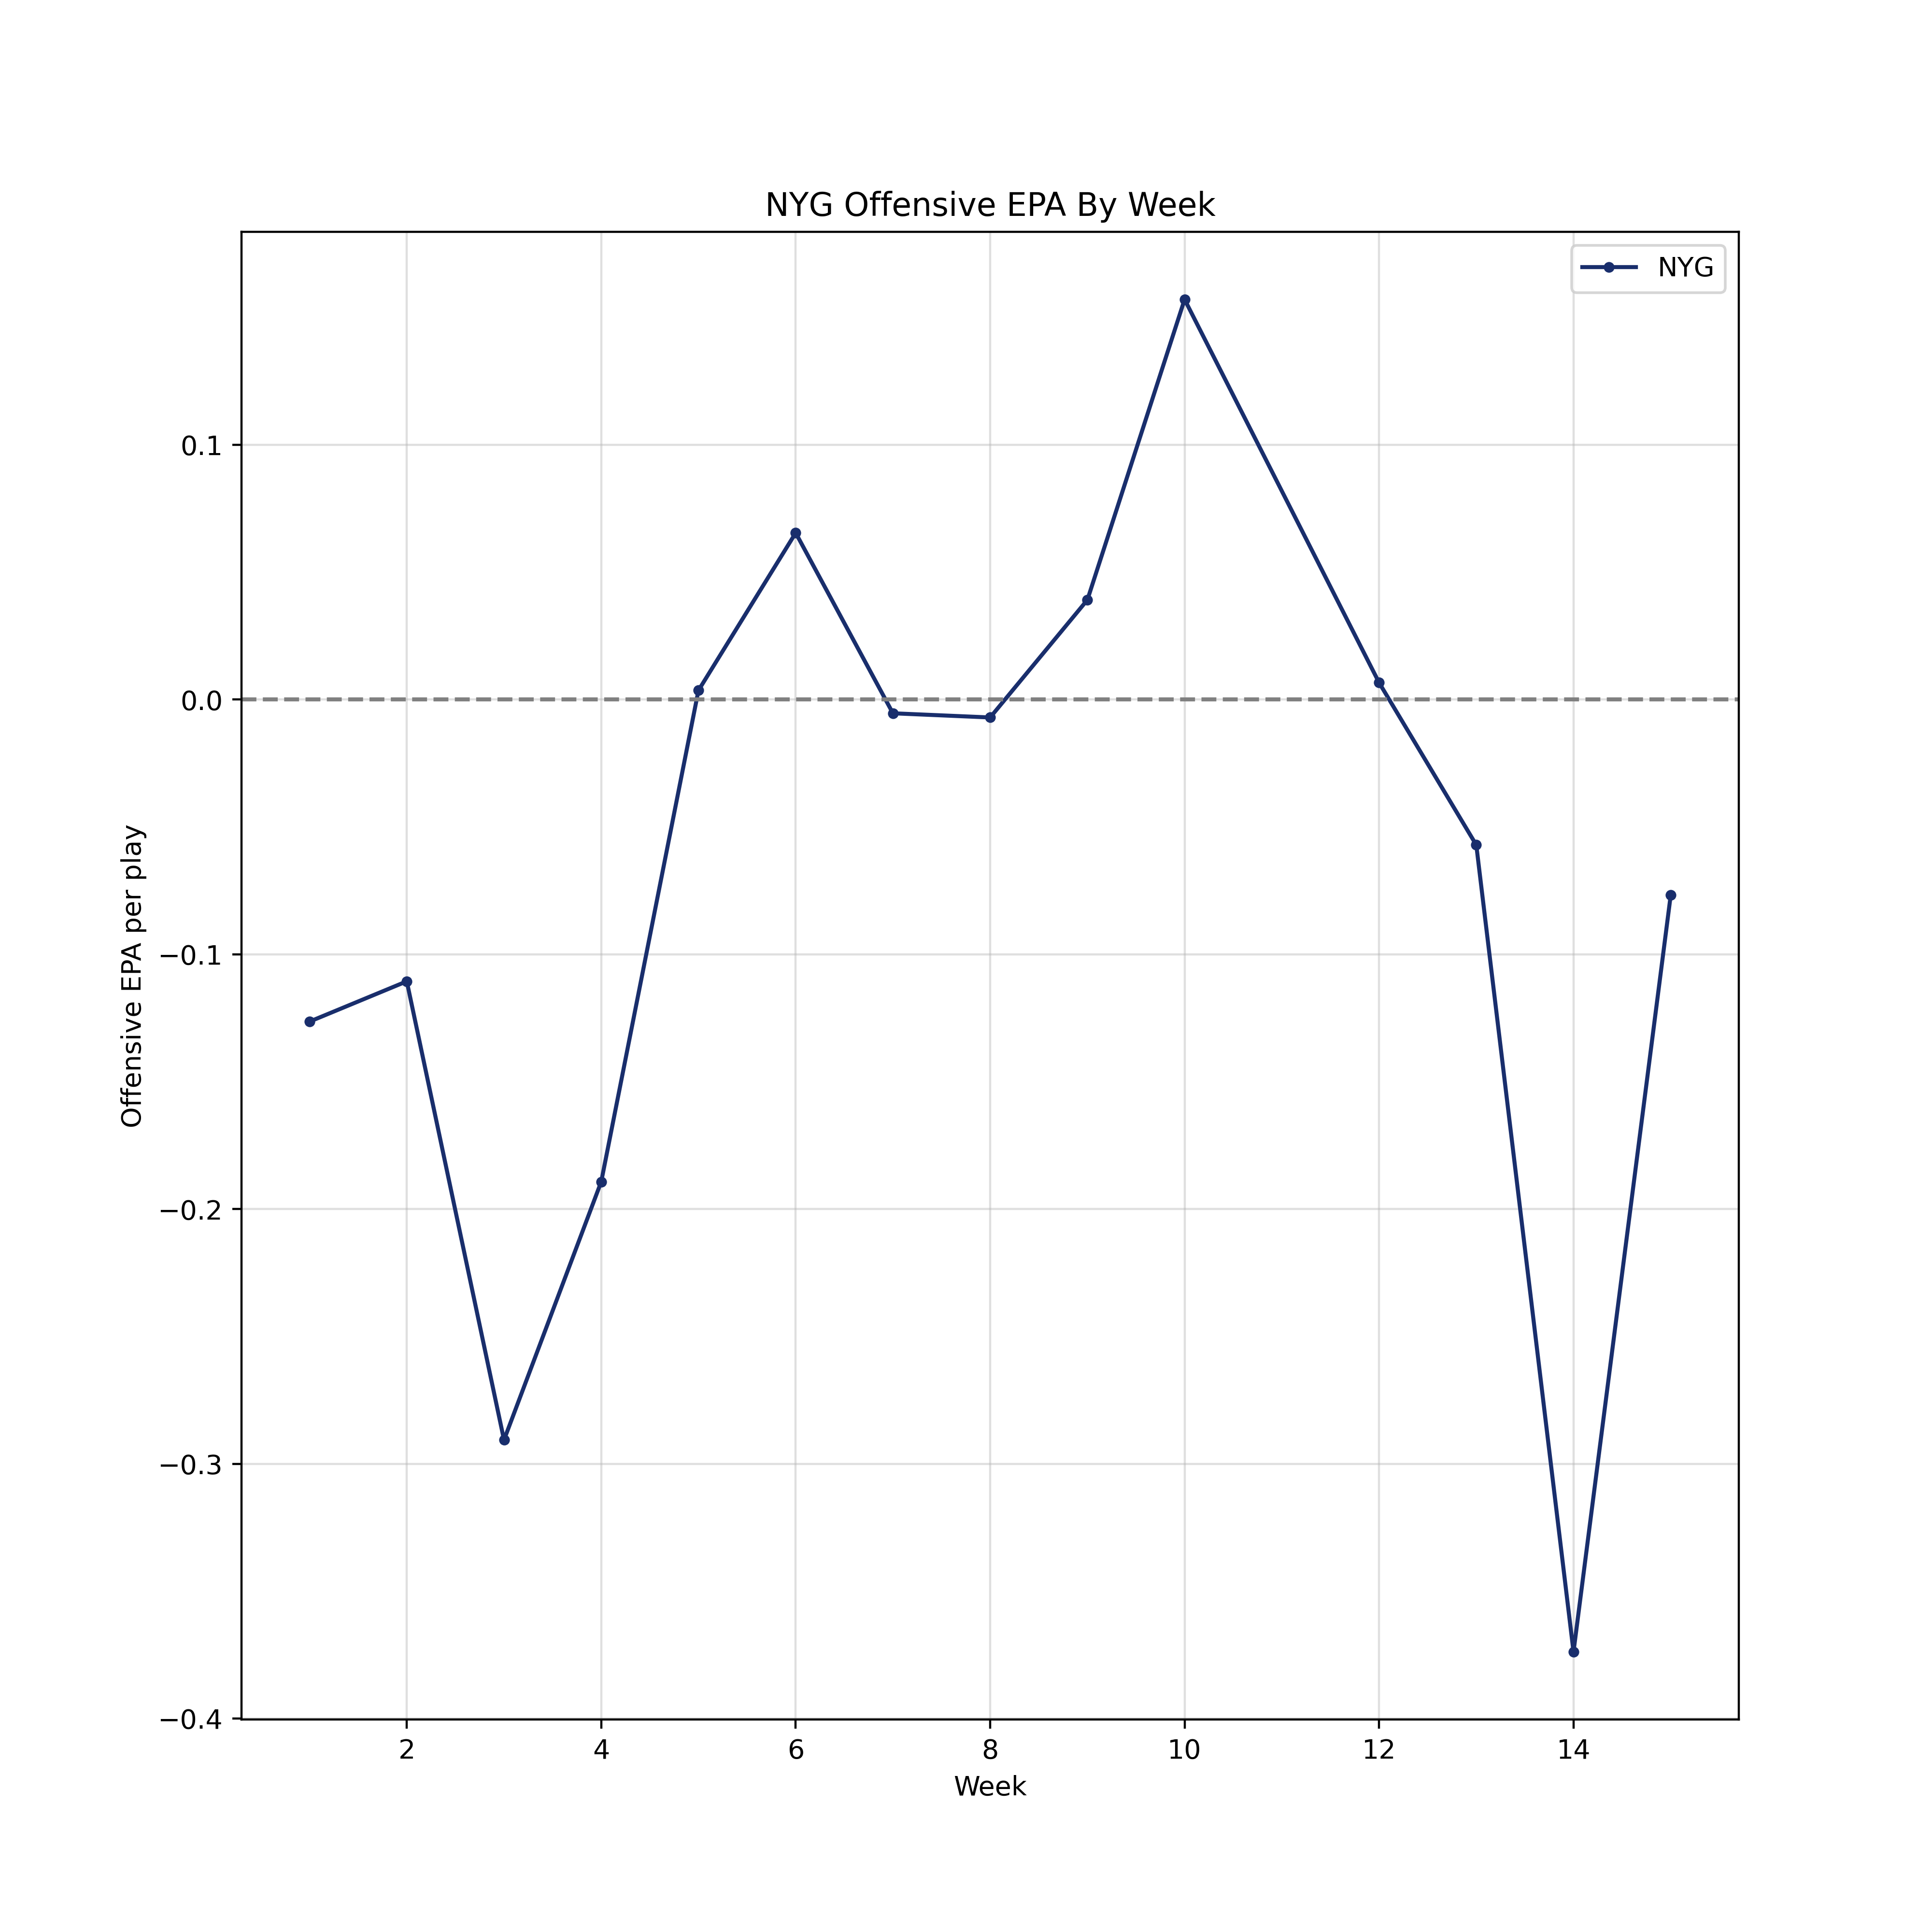 NYG Offensive EPA By Week
NYG
0.1
0.0
−0.1
−0.2
−0.3
−0.4
Offensive EPA per play
2 4 6 8 10 12 14
Week